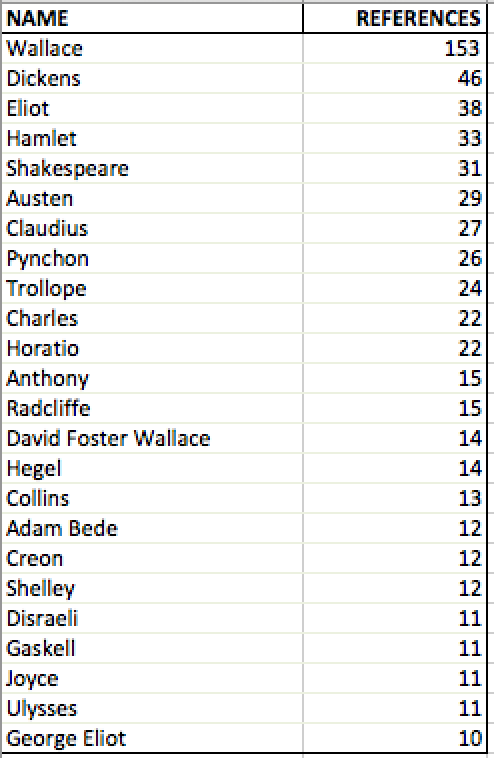 NAME REFERENCES
Wallace 153
Dickens 46
Eliot 38
Hamlet 33
Shakespeare 31
Austen 29
Claudius 27
Pynchon 26
Trollope 24
Charles 22
Horatio 22
Anthony 15
Radcliffe 15
David Foster Wallace 14
Hegel 14
Collins 13
Adam Bede 12
Creon 12
Shelley 12
Disraeli 11
Gaskell 11
Joyce 11
Ulysses 11
George Eliot 10